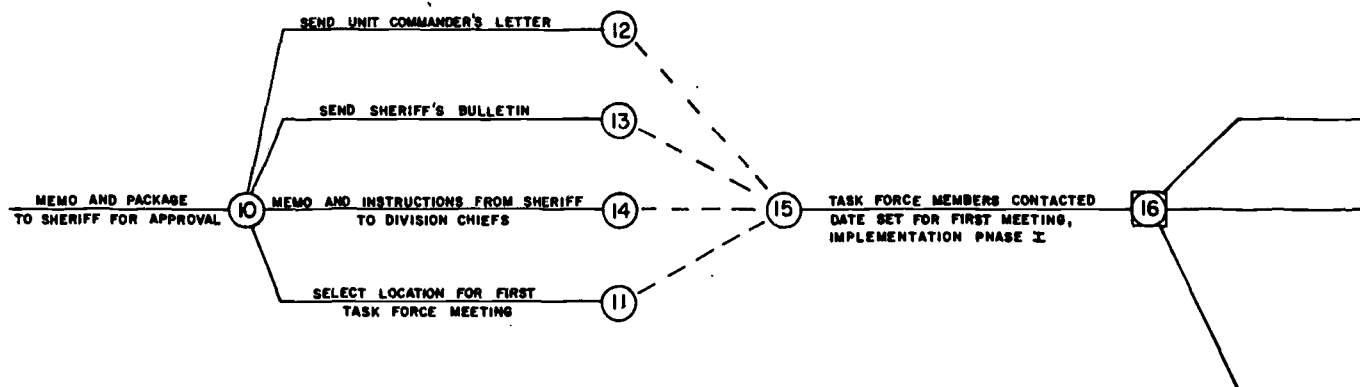 SEND UNIT COMMANDER'S LETTER
12
SEND SHERIFF'S BULLETIN
13
MEMO AND PACKAGE
TO SHERIFF FOR APPROVAL
10
MEMO AND INSTRUCTIONS FROM SHERIFF
TO DIVISION CHIEFS
14
15
TASK FORCE MEMBERS CONTACTED
DATE SET FOR FIRST MEETING,
IMPLEMENTATION PNASE I
16
SELECT LOCATION FOR FIRST
TASK FORCE MEETING
11